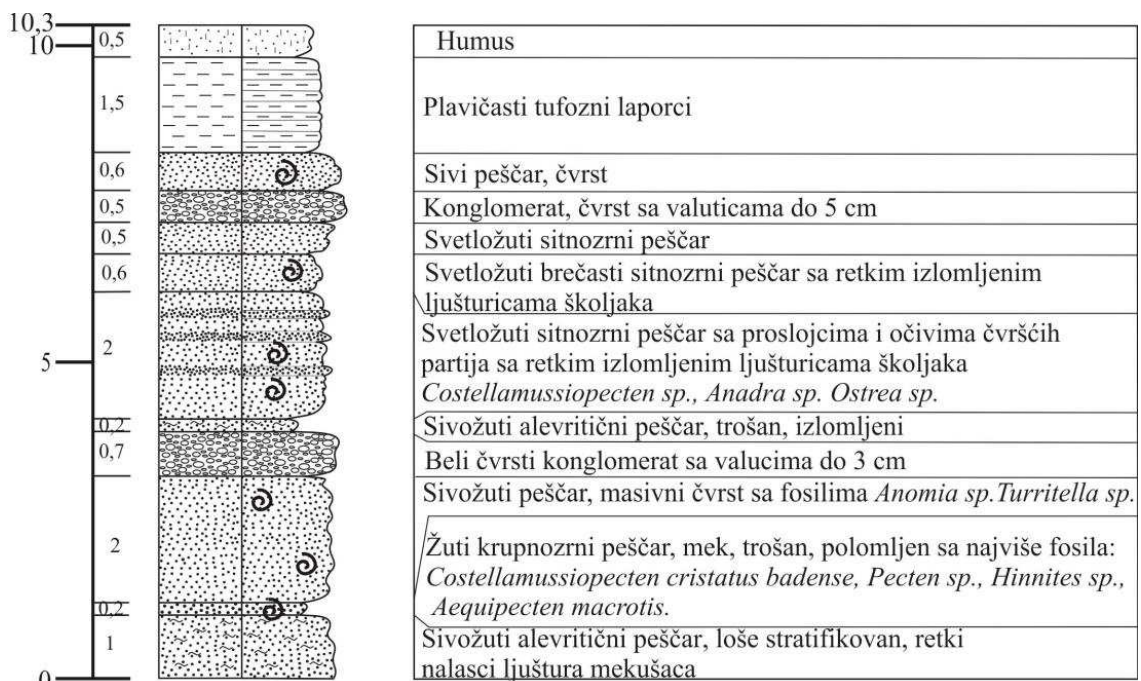 10,3
10
5
0
0,5
1,5
0,6
0,5
0,5
0,6
2
0,2
0,7
2
0,2
1
Humus
Plavičasti tufozni laporci
Sivi peščar, čvrst
Konglomerat, čvrst sa valuticama do 5 cm
Svetložuti sitnozrni peščar
Svetložuti brečasti sitnozrni peščar sa retkim izlomljenim
ljušturicama školjaka
Svetložuti sitnozrni peščar sa proslojcima i očivima čvršćih
partija sa retkim izlomljenim ljušturicama školjaka
Costellamussiopecten sp., Anadra sp. Ostrea sp.
Sivožuti alevritični peščar, trošan, izlomljeni
Beli čvrsti konglomerat sa valucima do 3 cm
Sivožuti peščar, masivni čvrst sa fosilima Anomia sp.Turritella sp.
Žuti krupnozrni peščar, mek, trošan, polomljen sa najviše fosila:
Costellamussiopecten cristatus badense, Pecten sp., Hinnites sp.,
Aequipecten macrotis.
Sivožuti alevritični peščar, loše stratifikovan, retki
nalasci ljuštura mekušaca